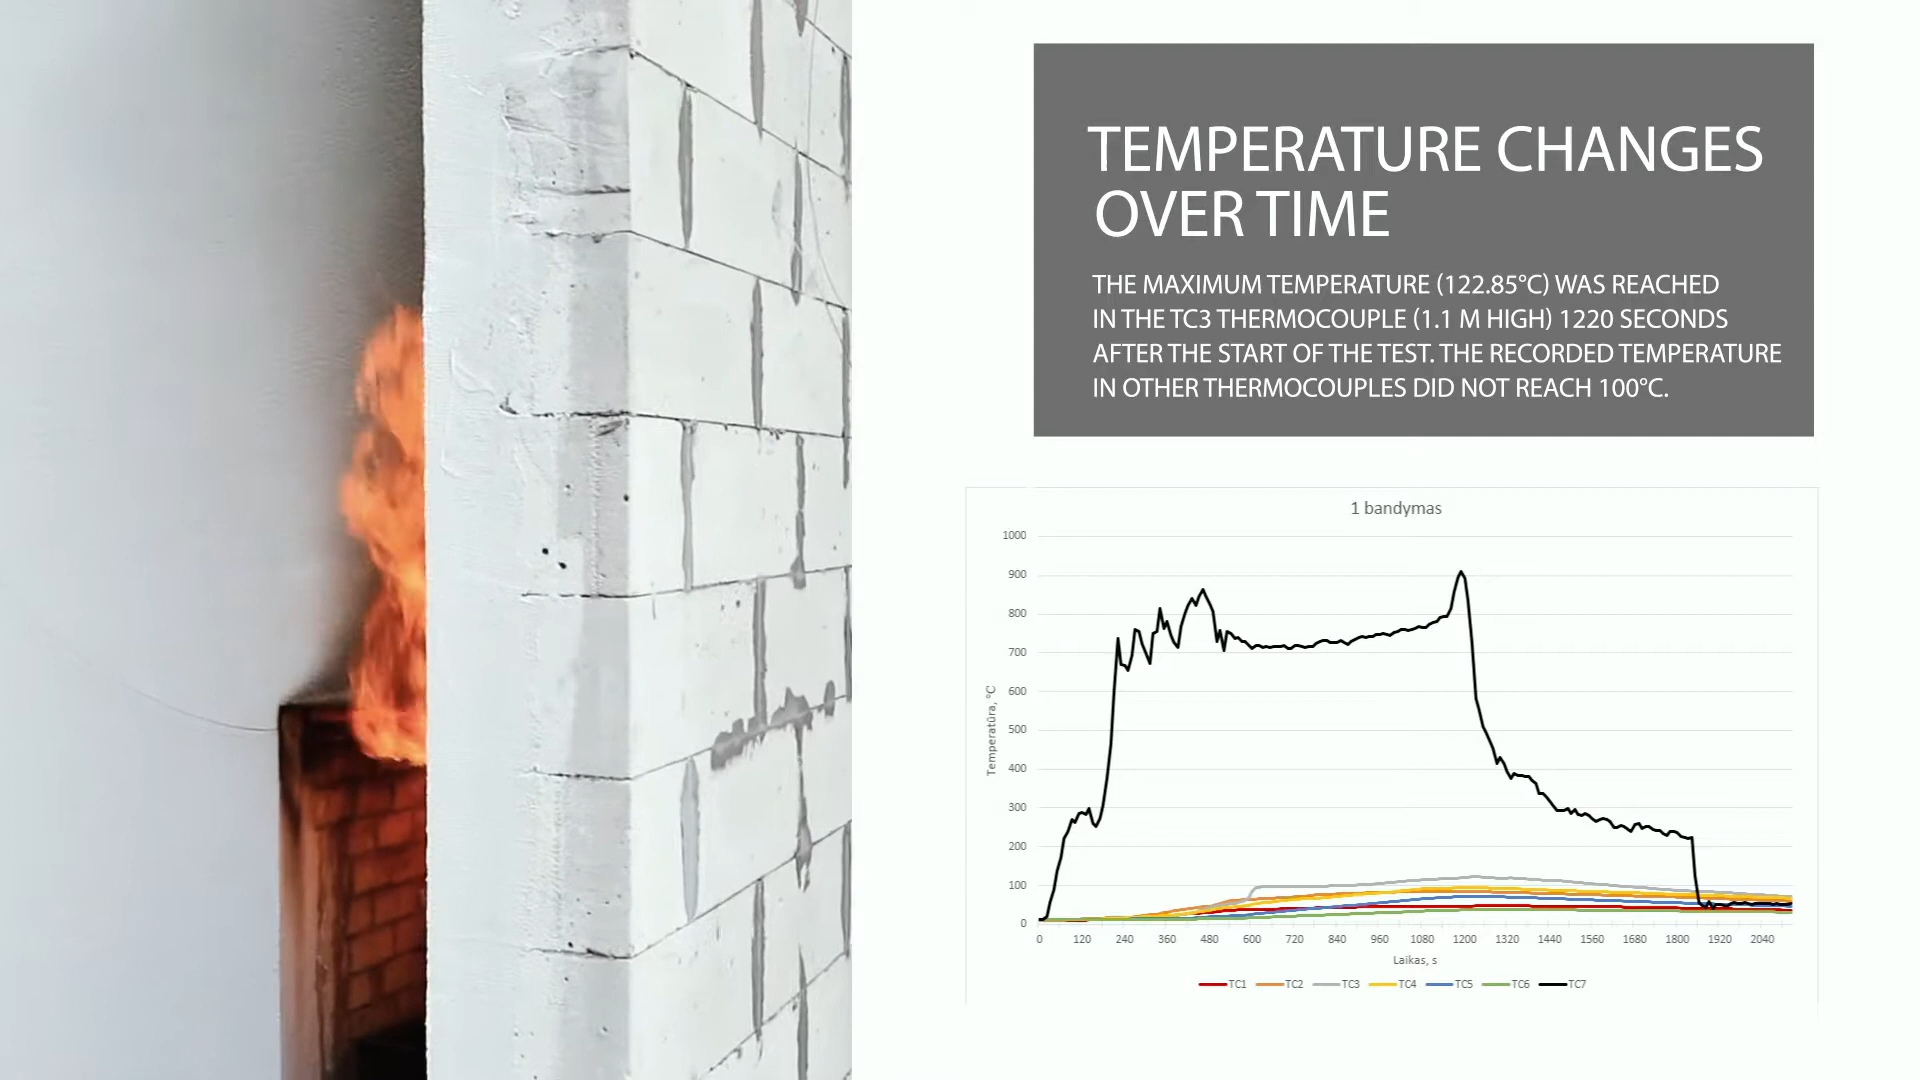 TEMPERATURE CHANGES
OVER TIME
THE MAXIMUM TEMPERATURE (122.85°C) WAS REACHED
IN THE TC3 THERMOCOUPLE (1.1 M HIGH) 1220 SECONDS
AFTER THE START OF THE TEST. THE RECORDED TEMPERATURE
IN OTHER THERMOCOUPLES DID NOT REACH 100°C.
1 bandymas
1000
900
800
700
600
500
400
300
200
100
0
Temperatūra, °C
0 120 240 360 480 600 720 840 960 1080 1200 1320 1440 1560 1680 1800 1920 2040
Laikas, s
TC1 TC2 TC3 TC4 TC5 TC6 TC7